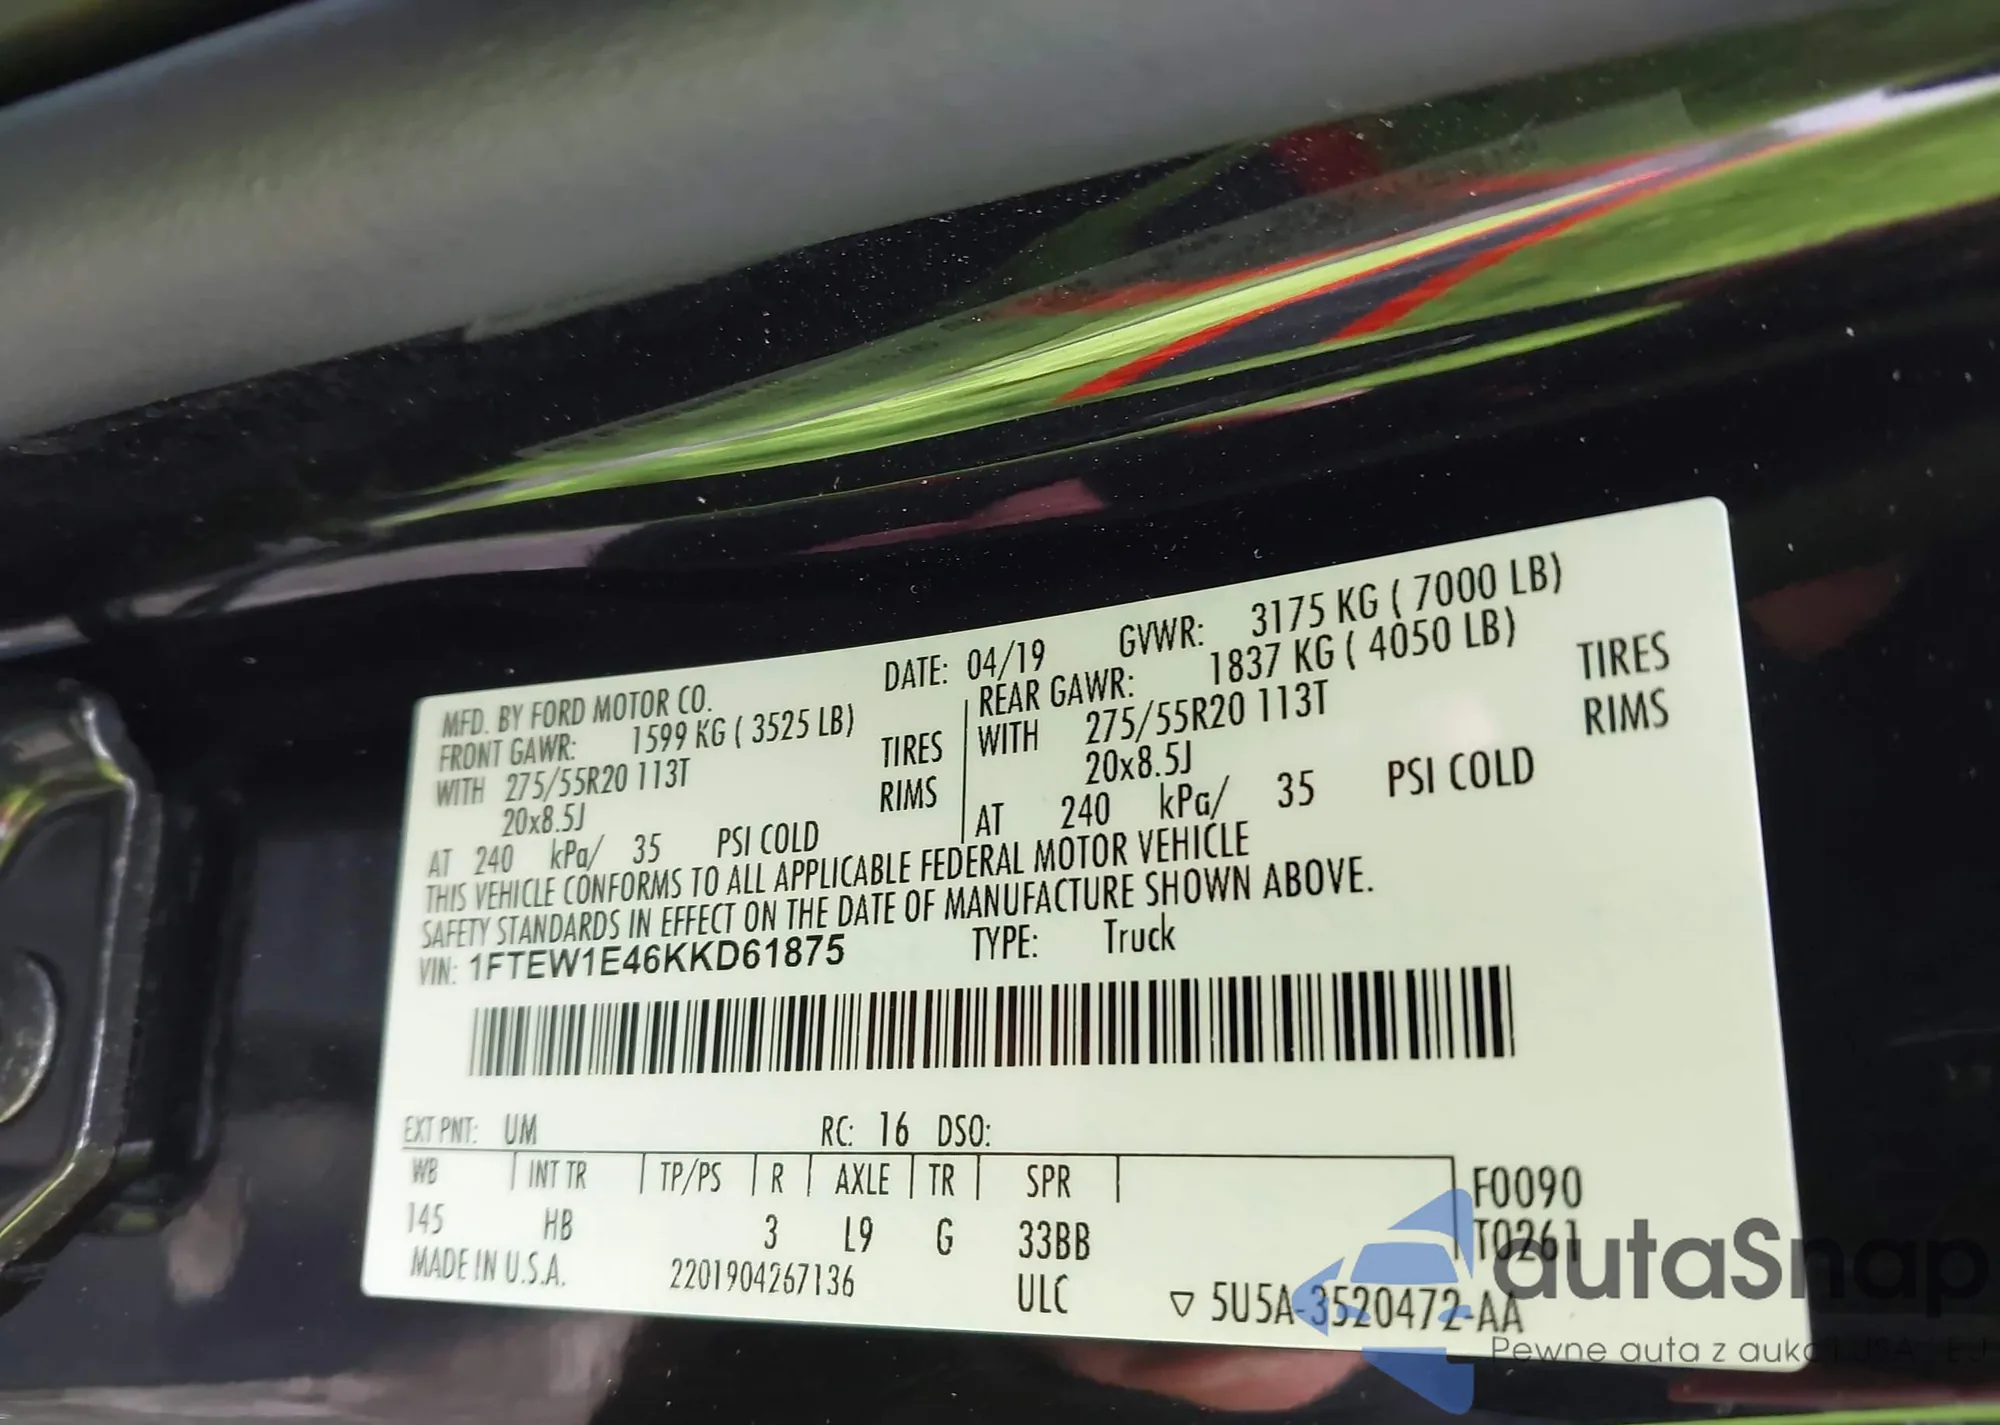 MFD. BY FORD MOTOR CO. DATE: 04/19 GVWR: 3175 KG ( 7000 LB)
FRONT GAWR: 1599 KG ( 3525 LB) REAR GAWR: 1837 KG ( 4050 LB)
WITH 275/55R20 113T TIRES WITH 275/55R20 113T TIRES
20x8.5J RIMS 20x8.5J RIMS
AT 240 kPa/ 35 PSI COLD AT 240 kPa/ 35 PSI COLD
THIS VEHICLE CONFORMS TO ALL APPLICABLE FEDERAL MOTOR VEHICLE
SAFETY STANDARDS IN EFFECT ON THE DATE OF MANUFACTURE SHOWN ABOVE.
VIN: 1FTEW1E46KKD61875 TYPE: Truck
EXT PNT: UM RC: 16 DSO:
WB INT TR TP/PS R AXLE TR SPR F0090
145 HB 3 L9 G 33BB T0261
MADE IN U.S.A. 2201904267136 ULC ▽ 5U5A-3520472-AA
autaSnap
Pewne auta z aukcji USA